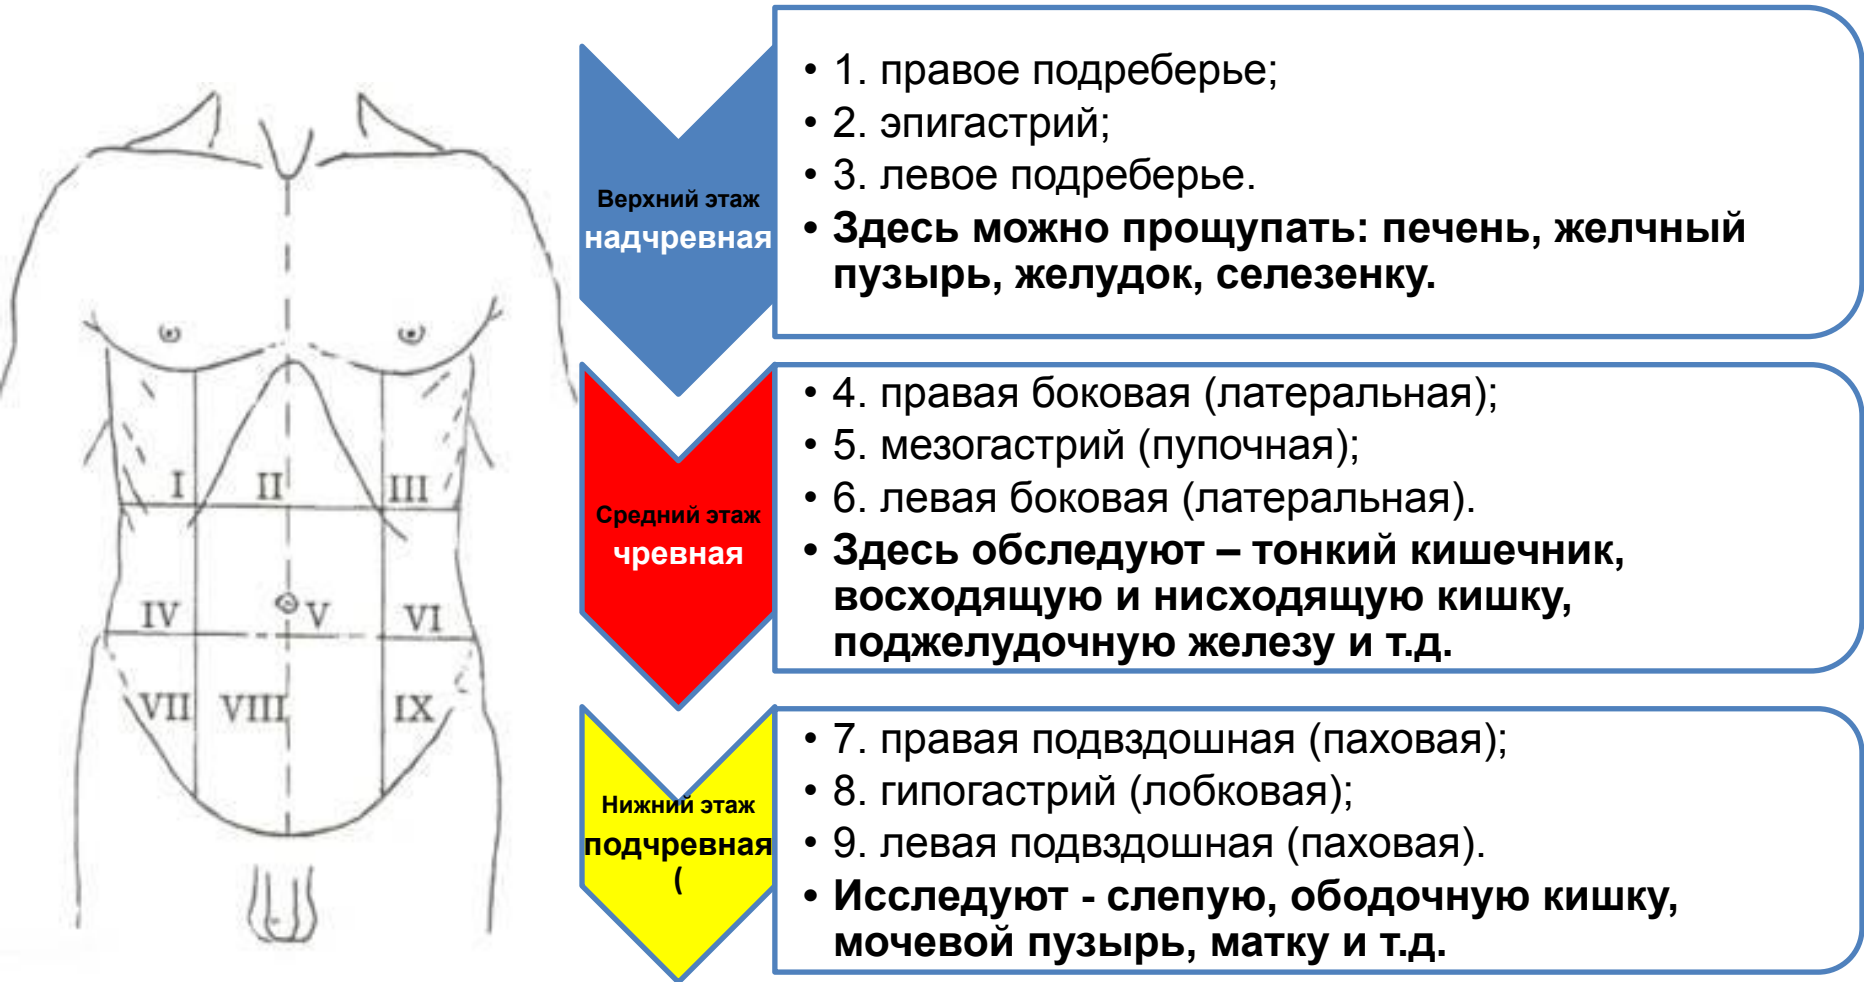 I
II
III
IV
V
VI
VII
VIII
IX
Верхний этаж
надчревная
• 1. правое подреберье;
• 2. эпигастрий;
• 3. левое подреберье.
• Здесь можно прощупать: печень, желчный
пузырь, желудок, селезенку.
Средний этаж
чревная
• 4. правая боковая (латеральная);
• 5. мезогастрий (пупочная);
• 6. левая боковая (латеральная).
• Здесь обследуют – тонкий кишечник,
восходящую и нисходящую кишку,
поджелудочную железу и т.д.
Нижний этаж
подчревная
(
• 7. правая подвздошная (паховая);
• 8. гипогастрий (лобковая);
• 9. левая подвздошная (паховая).
• Исследуют - слепую, ободочную кишку,
мочевой пузырь, матку и т.д.